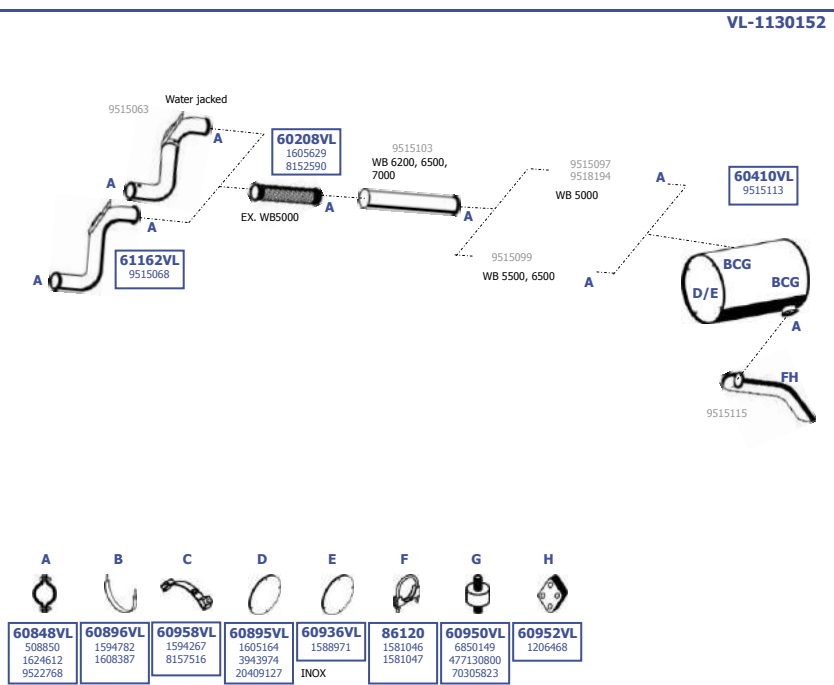 VL-1130152
Water jacked
9515063
A
60208VL
1605629
8152590
9515103
WB 6200, 6500,
7000
9515097
9518194
WB 5000
A
60410VL
9515113
A
A
A
EX. WB5000
A
A
61162VL
9515068
9515099
WB 5500, 6500
A
A
BCG
BCG
D/E
A
FH
9515115
A
B
C
D
E
F
G
H
60848VL
508850
1624612
9522768
60896VL
1594782
1608387
60958VL
1594267
8157516
60895VL
1605164
3943974
20409127
60936VL
1588971
INOX
86120
1581046
1581047
60950VL
6850149
477130800
70305823
60952VL
1206468